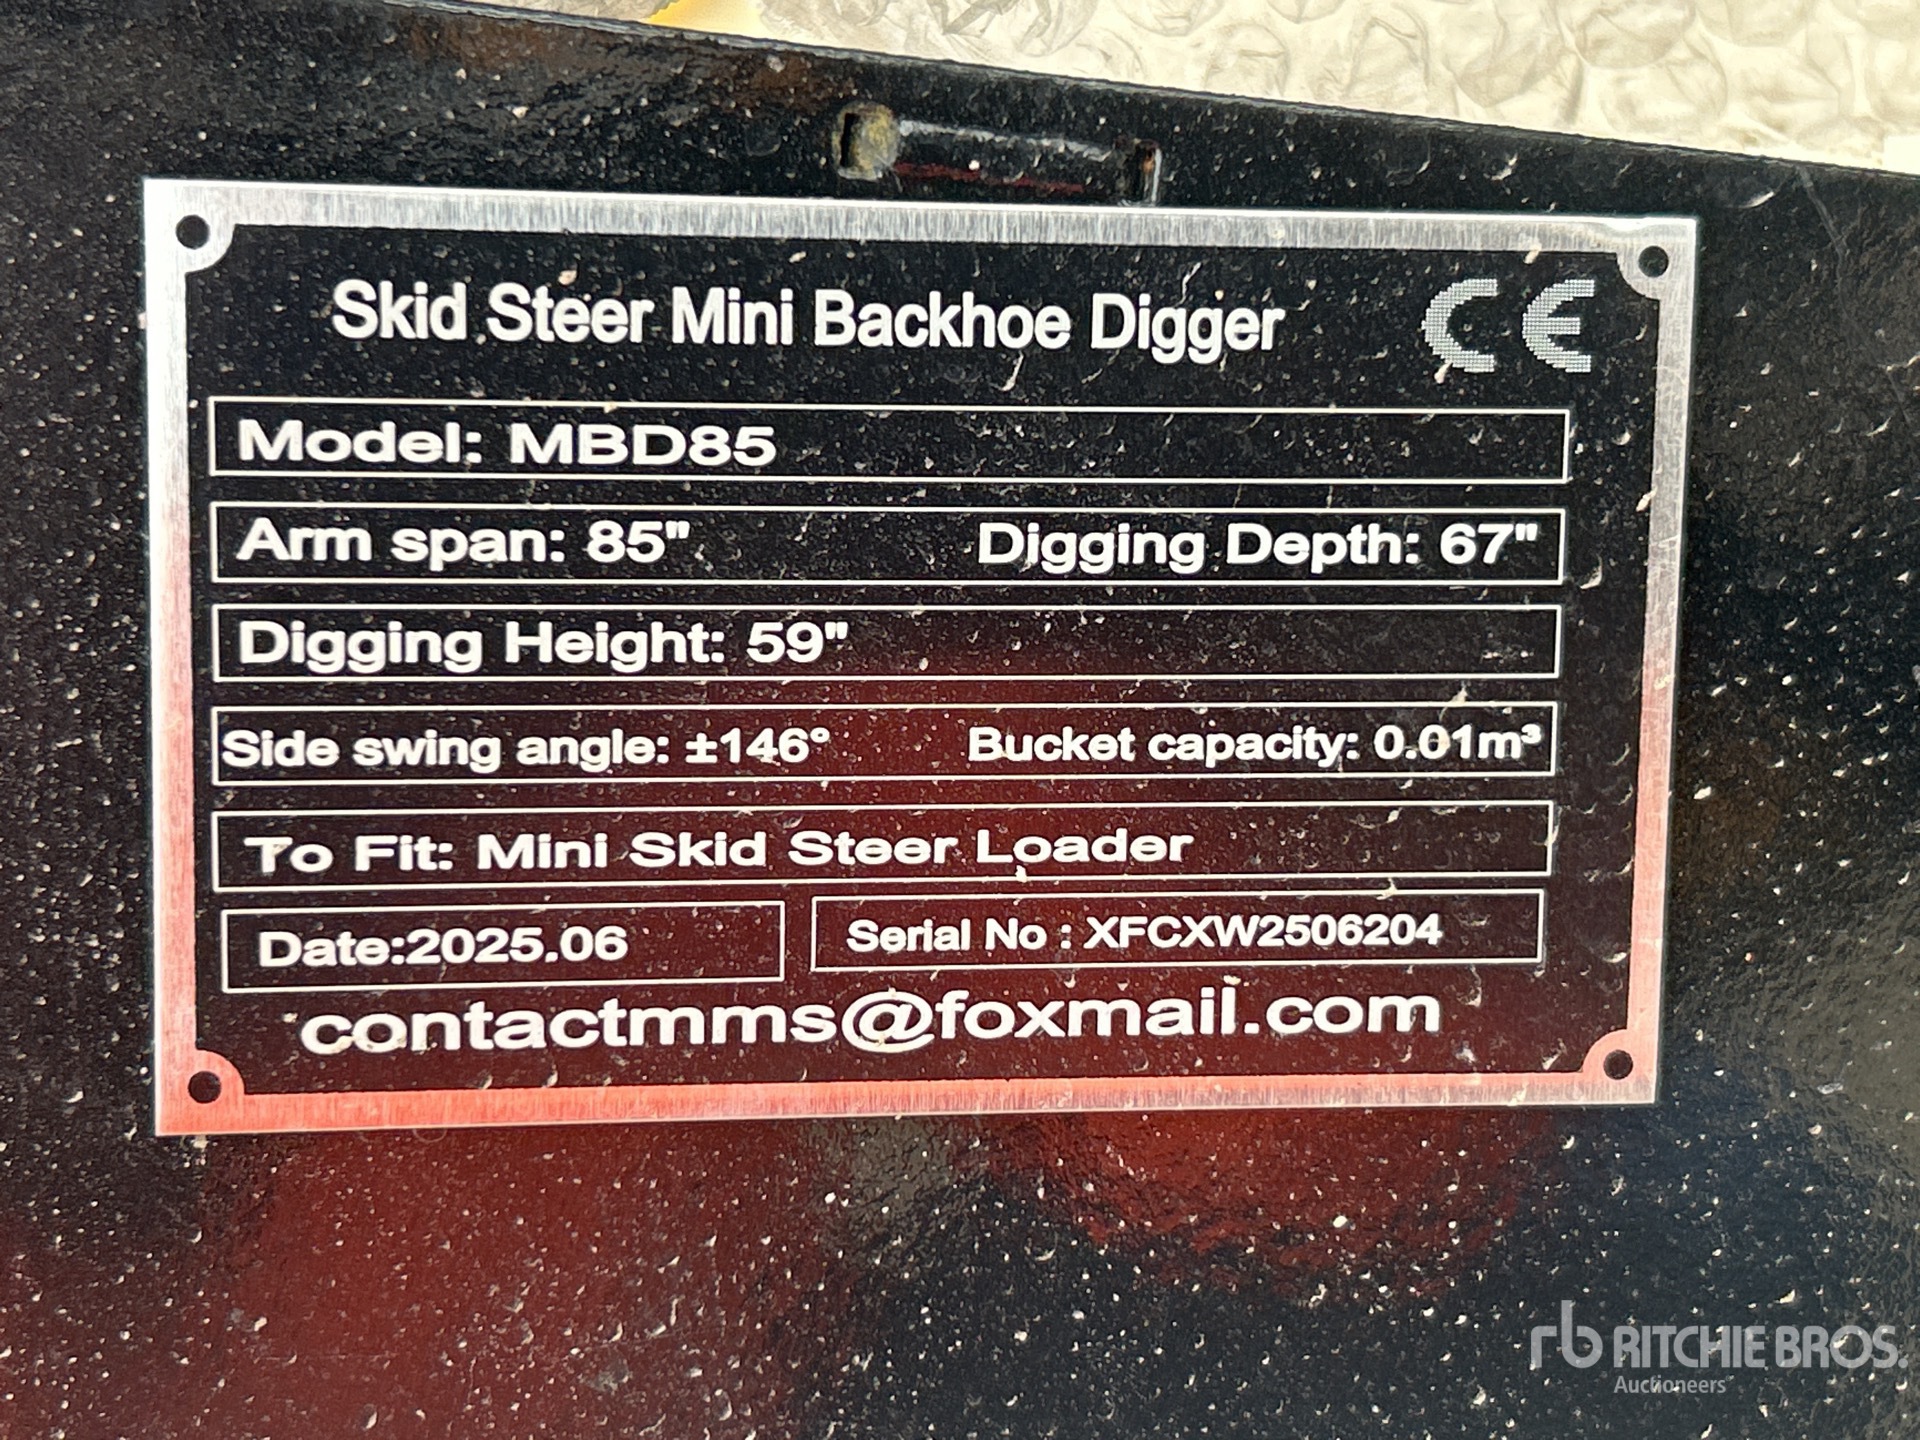 Skid Steer Mini Backhoe Digger CE
Model: MBD85
Arm span: 85" Digging Depth: 67"
Digging Height: 59"
Side swing angle: ±146° Bucket capacity: 0.01m³
To Fit: Mini Skid Steer Loader
Date:2025.06 Serial No : XFCXW2506204
contactmms@foxmail.com
rb RITCHIE BROS.
Auctioneers